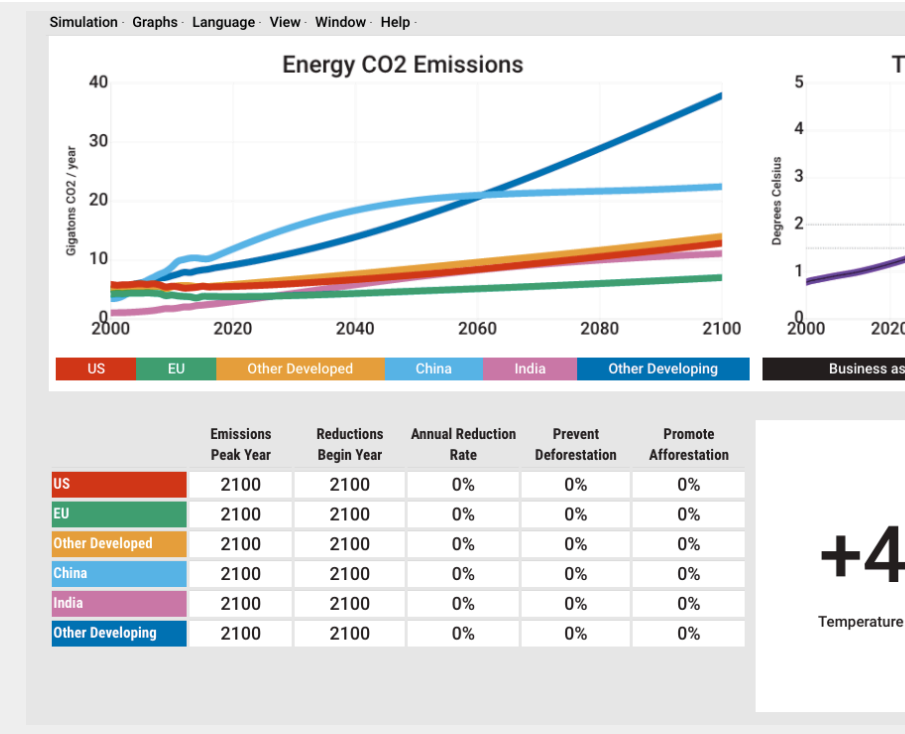 Simulation · Graphs · Language · View · Window · Help ·
Energy CO2 Emissions
T
Gigatons CO2 / year
40
30
20
10
0
2000 2020 2040 2060 2080 2100
Degrees Celsius
5
4
3
2
1
0
2000 2020
US EU Other Developed China India Other Developing
Business as
Emissions Peak Year
Reductions Begin Year
Annual Reduction Rate
Prevent Deforestation
Promote Afforestation
US 2100 2100 0% 0% 0%
EU 2100 2100 0% 0% 0%
Other Developed 2100 2100 0% 0% 0%
China 2100 2100 0% 0% 0%
India 2100 2100 0% 0% 0%
Other Developing 2100 2100 0% 0% 0%
+4
Temperature